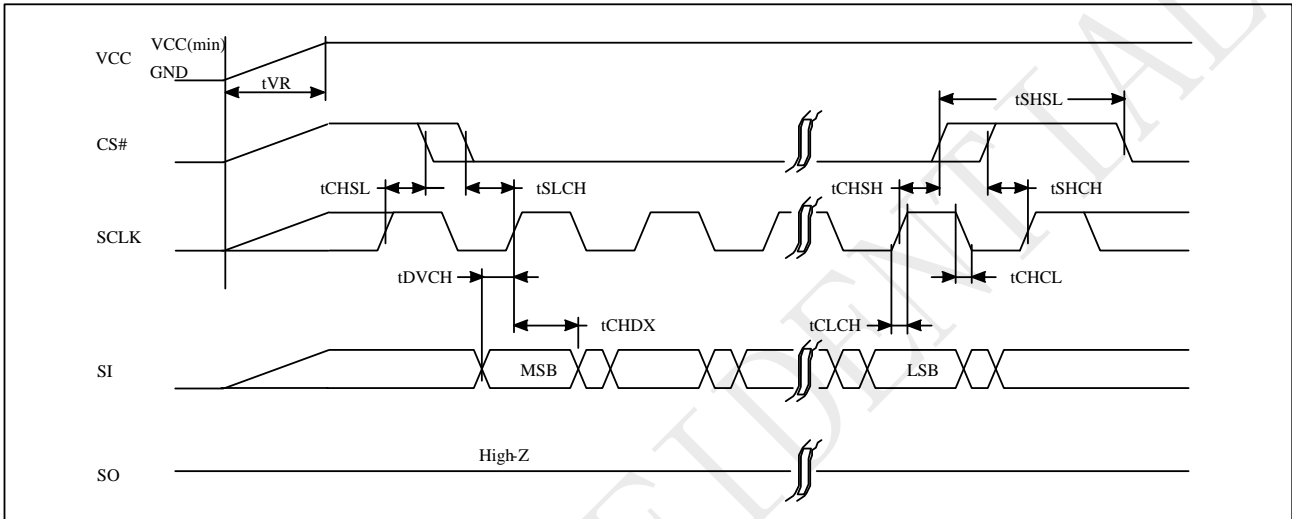 VCC(min)
VCC
GND
tVR
tSHSL
CS#
tCHSL
tSLCH
tCHSH
tSHCH
SCLK
tDVCH
tCHCL
tCHDX
tCLCH
SI
MSB
LSB
High-Z
SO